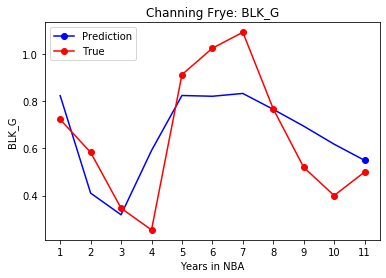 Channing Frye: BLK_G
Prediction
True
BLK_G
1.0
0.8
0.6
0.4
1 2 3 4 5 6 7 8 9 10 11
Years in NBA